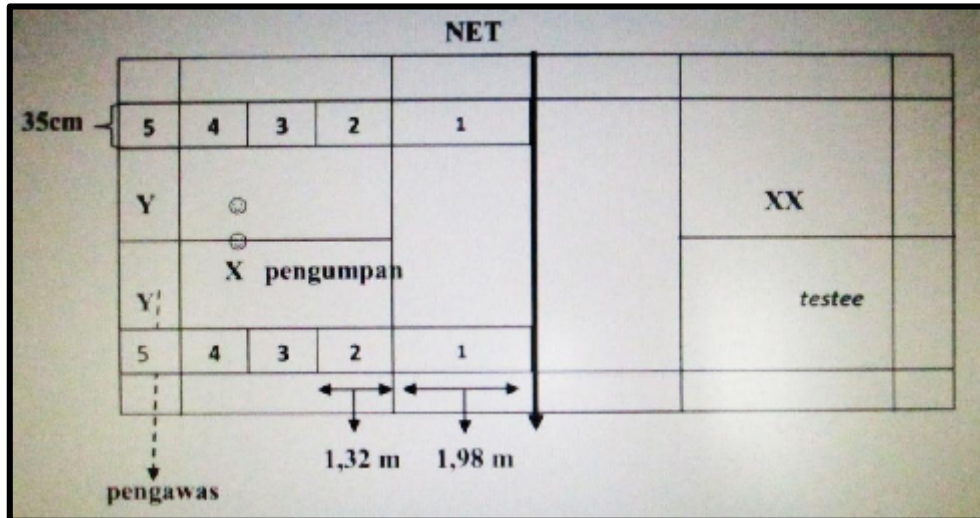 NET
35cm
5 4 3 2 1
Y XX
X pengumpan
Y testee
5 4 3 2 1
1,32 m 1,98 m
pengawas